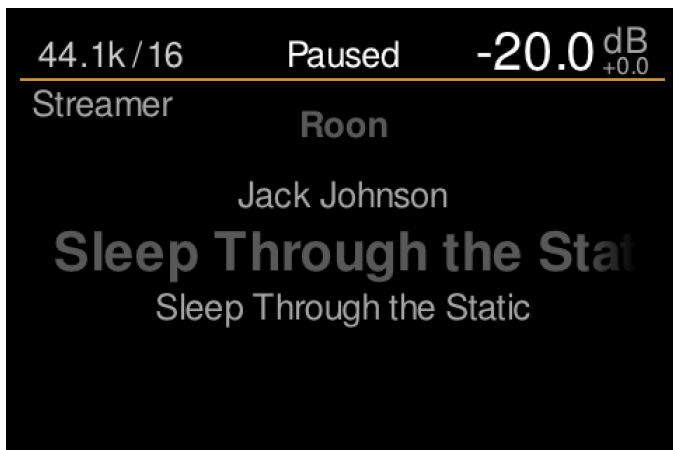 44.1k/16 Paused -20.0 dB +0.0
Streamer
Roon
Jack Johnson
Sleep Through the Stat
Sleep Through the Static